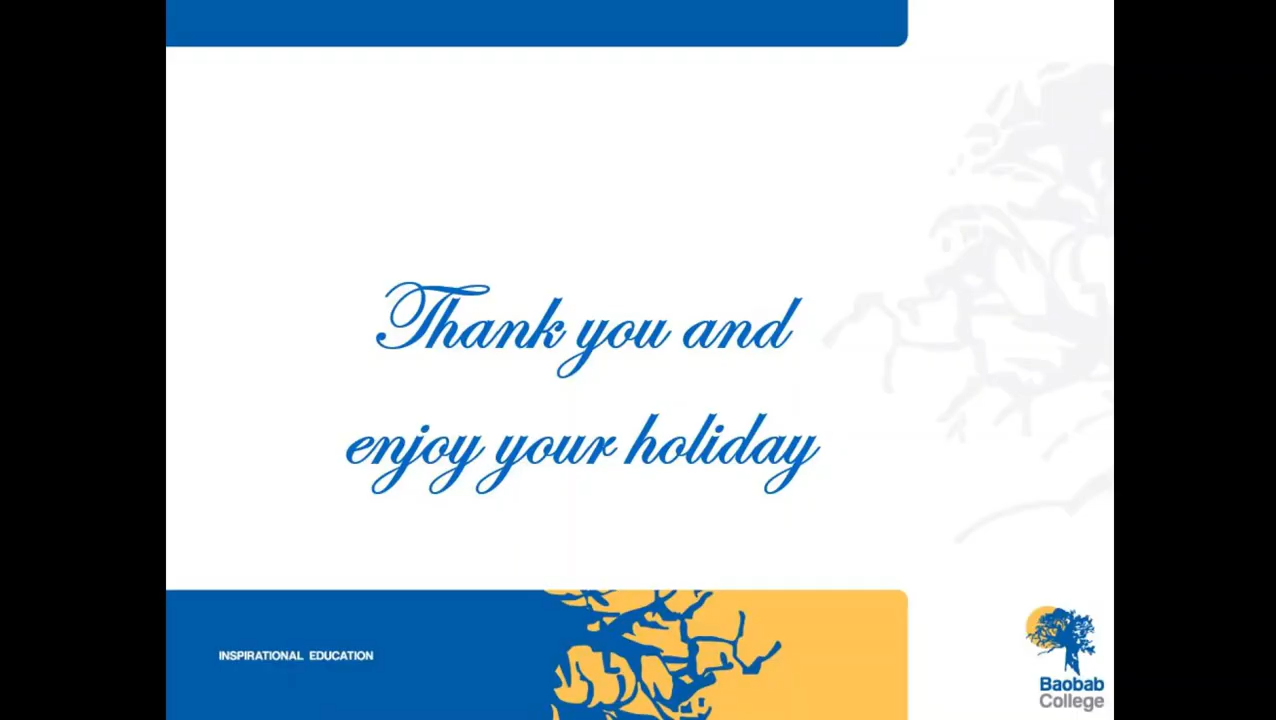 Thank you and
enjoy your holiday
INSPIRATIONAL EDUCATION
Baobab
College